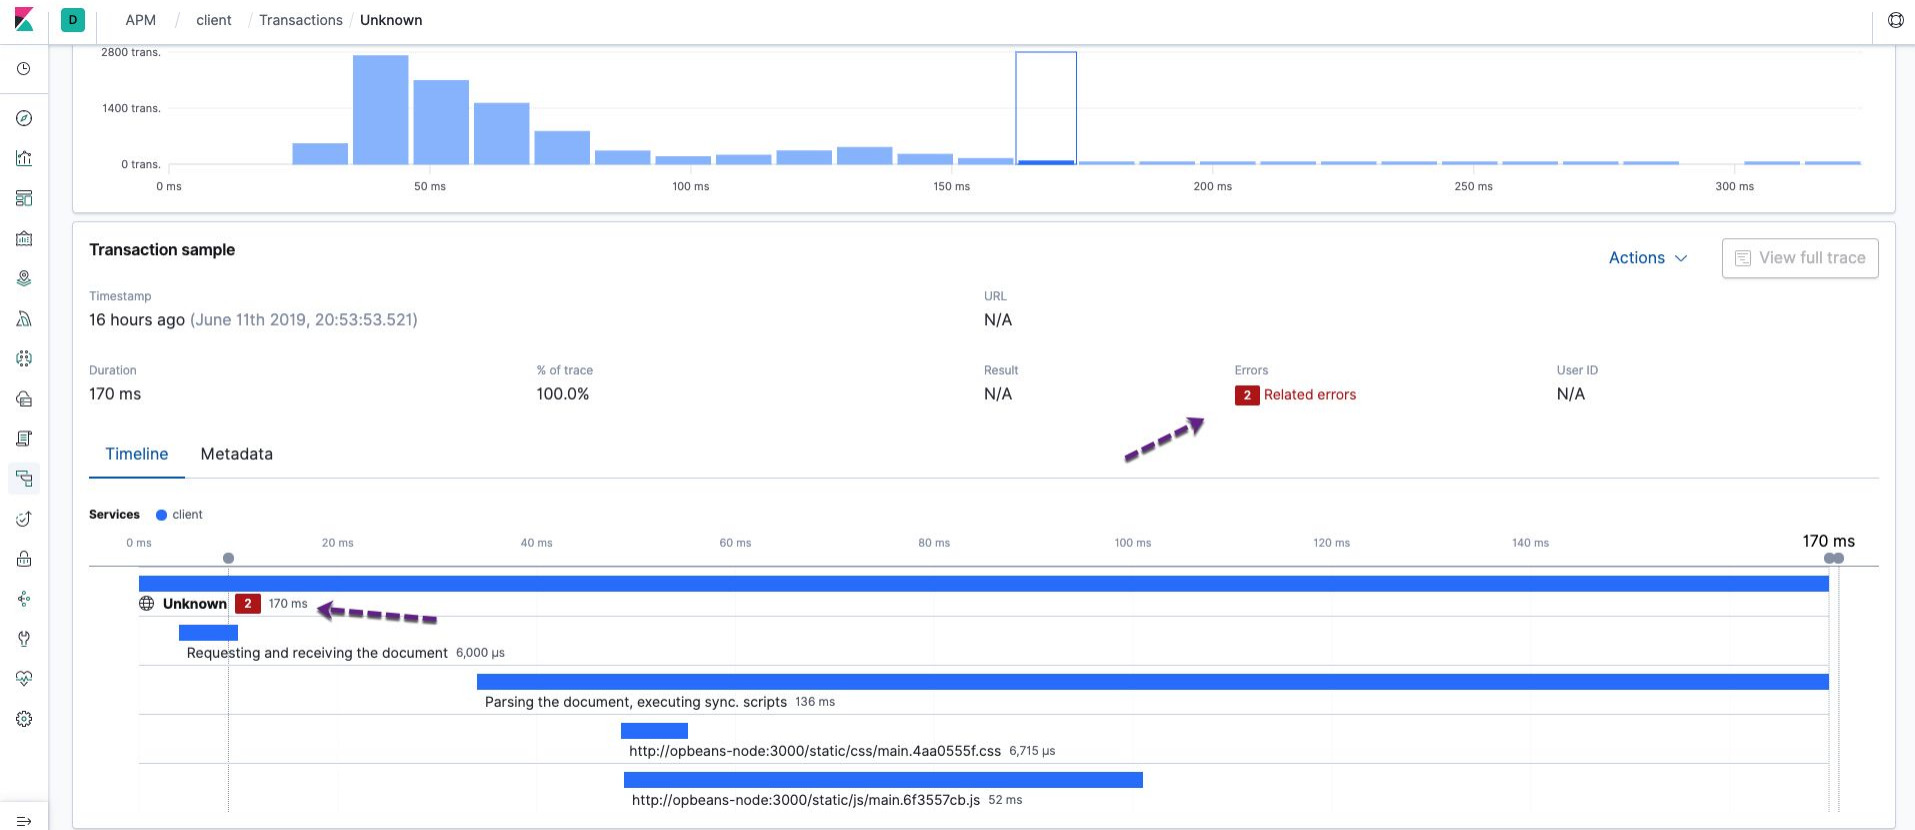 D APM / client / Transactions / Unknown
2800 trans.
1400 trans.
0 trans.
0 ms 50 ms 100 ms 150 ms 200 ms 250 ms 300 ms
Transaction sample
Actions View full trace
Timestamp URL
16 hours ago (June 11th 2019, 20:53:53.521) N/A
Duration % of trace Result Errors User ID
170 ms 100.0% N/A 2 Related errors N/A
Timeline Metadata
Services client
0 ms 20 ms 40 ms 60 ms 80 ms 100 ms 120 ms 140 ms 170 ms
Unknown 2 170 ms
Requesting and receiving the document 6,000 μs
Parsing the document, executing sync. scripts 136 ms
http://opbeans-node:3000/static/css/main.4aa0555f.css 6,715 μs
http://opbeans-node:3000/static/js/main.6f3557cb.js 52 ms